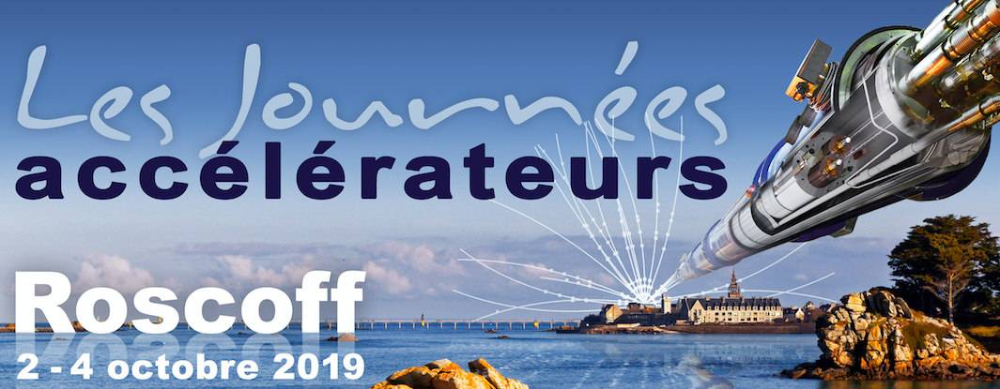 Les Journées
accélérateurs
Roscoff
2 - 4 octobre 2019